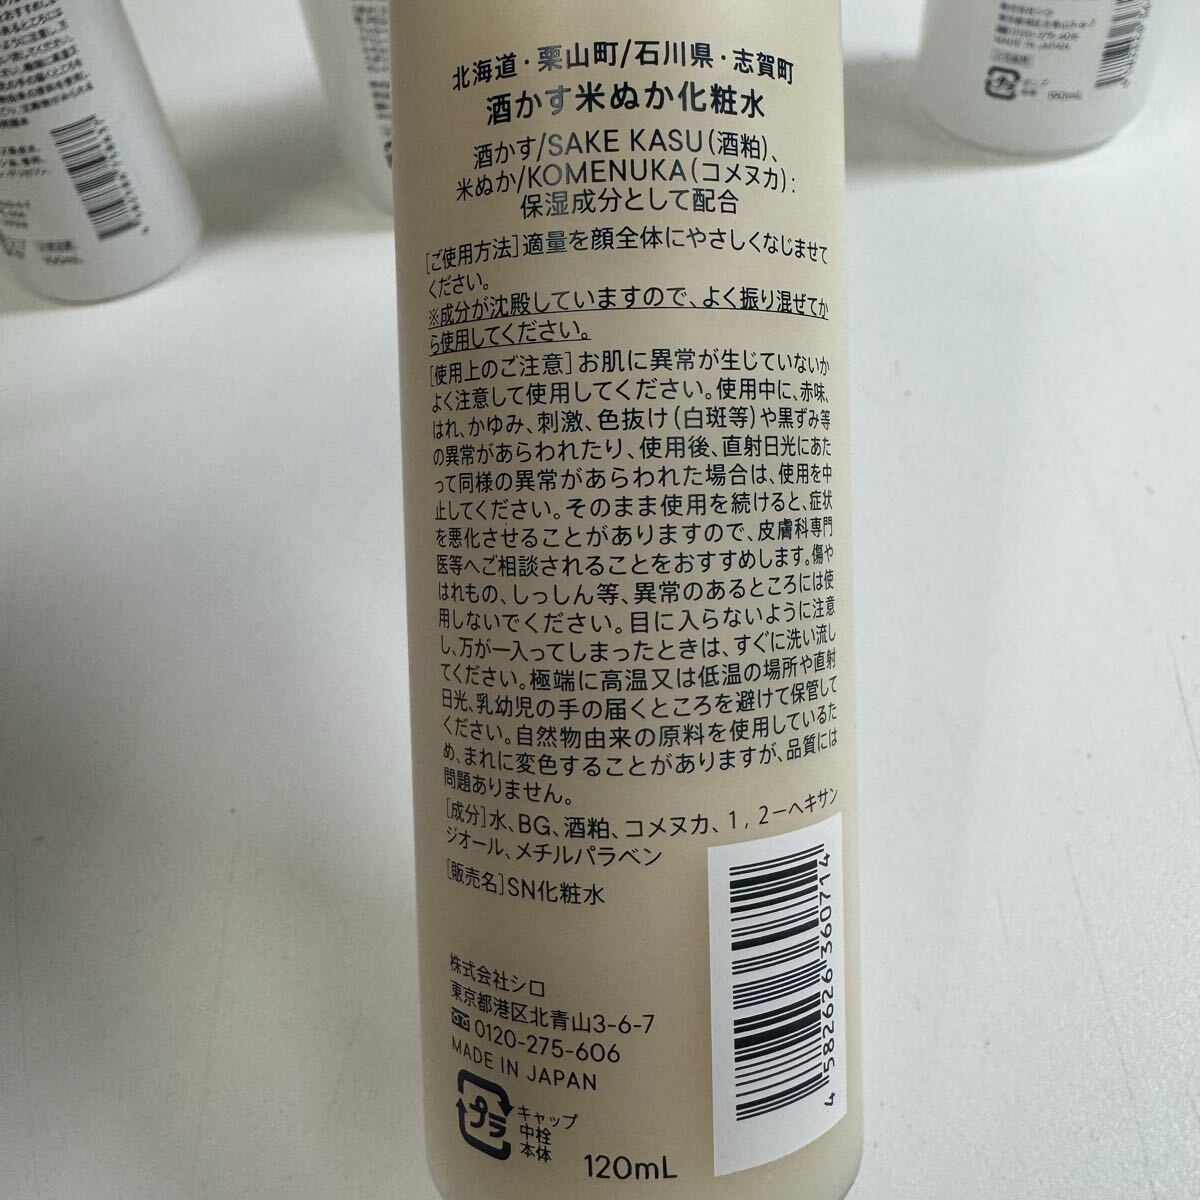 北海道・栗山町/石川県・志賀町
酒かす米ぬか化粧水
酒かす/SAKE KASU(酒粕)、
米ぬか/KOMENUKA(コメヌカ):
保湿成分として配合
[ご使用方法]適量を顔全体にやさしくなじませて
ください。
※成分が沈殿していますので、よく振り混ぜてか
ら使用してください。
[使用上のご注意]お肌に異常が生じていないか
よく注意して使用してください。使用中に、赤味、
はれ、かゆみ、刺激、色抜け(白斑等)や黒ずみ等
の異常があらわれたり、使用後、直射日光にあた
って同様の異常があらわれた場合は、使用を中
止してください。そのまま使用を続けると、症状
を悪化させることがありますので、皮膚科専門
医等へご相談されることをおすすめします。傷や
はれもの、しっしん等、異常のあるところには使
用しないでください。目に入らないように注意
し、万が一入ってしまったときは、すぐに洗い流し
てください。極端に高温又は低温の場所や直射
日光、乳幼児の手の届くところを避けて保管して
ください。自然物由来の原料を使用しているた
め、まれに変色することがありますが、品質には
問題ありません。
[成分]水、BG、酒粕、コメヌカ、1,2-ヘキサン
ジオール、メチルパラベン
[販売名]SN化粧水
株式会社シロ
東京都港区北青山3-6-7
0120-275-606
MADE IN JAPAN
プラ
キャップ
中栓
本体
120mL
4 582626 360714
0120-275-606
MADE IN JAPAN
120mL